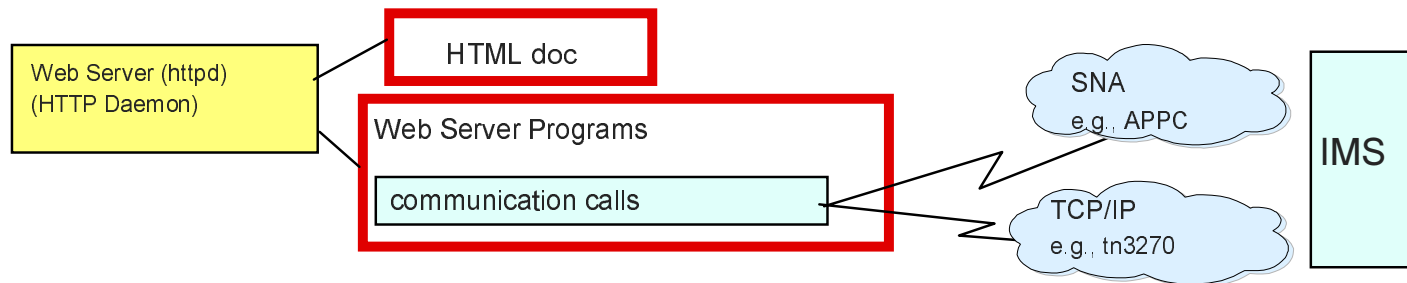 Web Server (httpd)
(HTTP Daemon)
HTML doc
Web Server Programs
communication calls
SNA
e.g., APPC
TCP/IP
e.g., tn3270
IMS